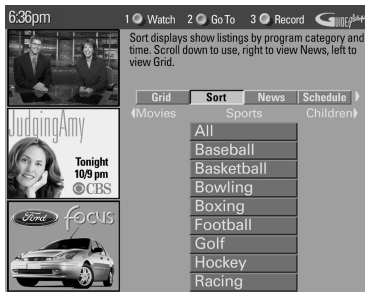 6:36pm
1 Watch 2 Go To 3 Record GUIDE Plus+
Sort displays show listings by program category and
time. Scroll down to use, right to view News, left to
view Grid.
Grid Sort News Schedule
Movies Sports Children
All
Baseball
Basketball
Bowling
Boxing
Football
Golf
Hockey
Racing
JudgingAmy
Tonight
10/9 pm
CBS
Ford focus